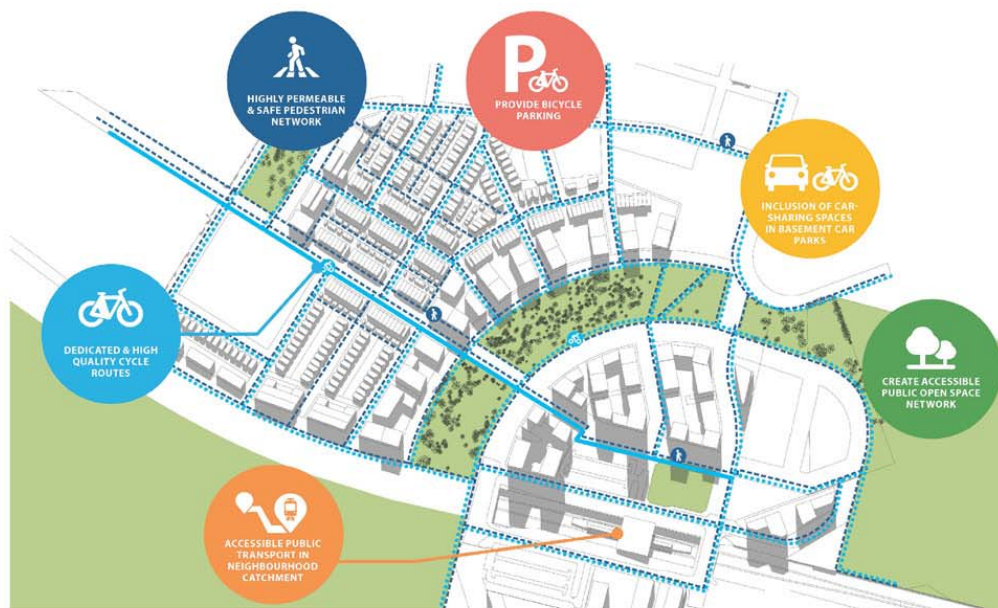 HIGHLY PERMEABLE
& SAFE PEDESTRIAN
NETWORK
P
PROVIDE BICYCLE
PARKING
INCLUSION OF CAR-
SHARING SPACES
IN BASEMENT CAR
PARKS
DEDICATED & HIGH
QUALITY CYCLE
ROUTES
CREATE ACCESSIBLE
PUBLIC OPEN SPACE
NETWORK
ACCESSIBLE PUBLIC
TRANSPORT IN
NEIGHBOURHOOD
CATCHMENT